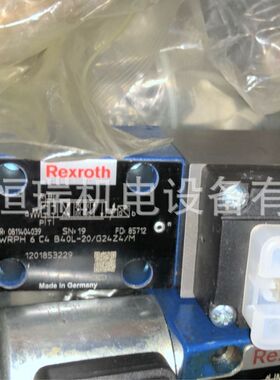 Rexroth
恒瑞机电设备有
R: 0811404039 SN: 19 FD: 85712
WRPH 6 C4 B40L-20/G24Z4/M
1201853229
Made in Germany
Rex